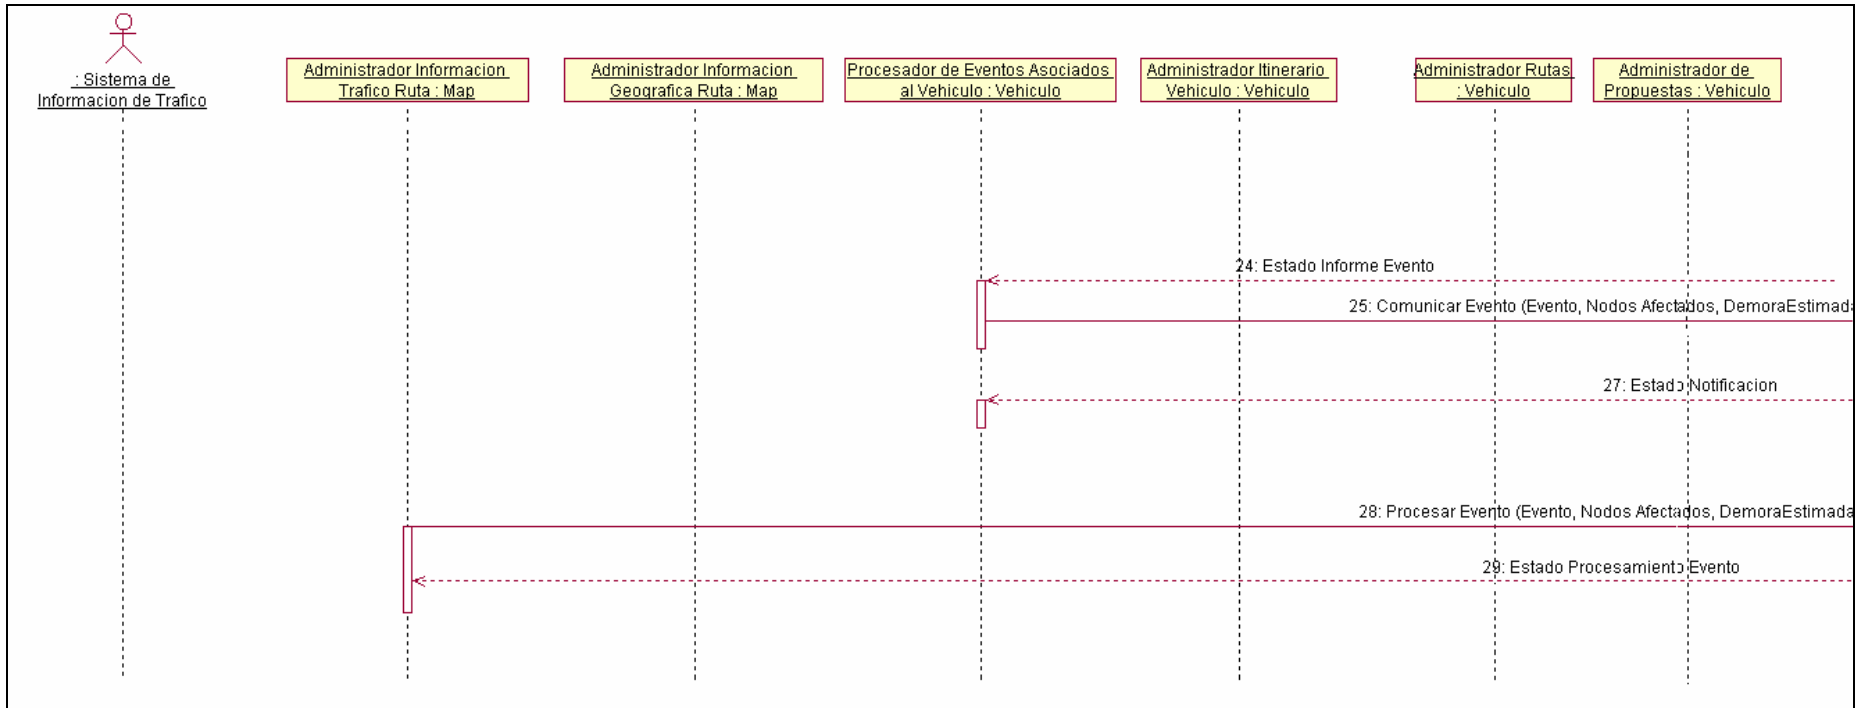 : Sistema de
Informacion de Trafico
Administrador Informacion
Trafico Ruta : Map
Administrador Informacion
Geografica Ruta : Map
Procesador de Eventos Asociados
al Vehiculo : Vehiculo
Administrador Itinerario
Vehiculo : Vehiculo
Administrador Rutas
: Vehiculo
Administrador de
Propuestas : Vehiculo
24: Estado Informe Evento
25: Comunicar Evento (Evento, Nodos Afectados, DemoraEstimada
27: Estado Notificacion
28: Procesar Evento (Evento, Nodos Afectados, DemoraEstimada
29: Estado Procesamiento Evento